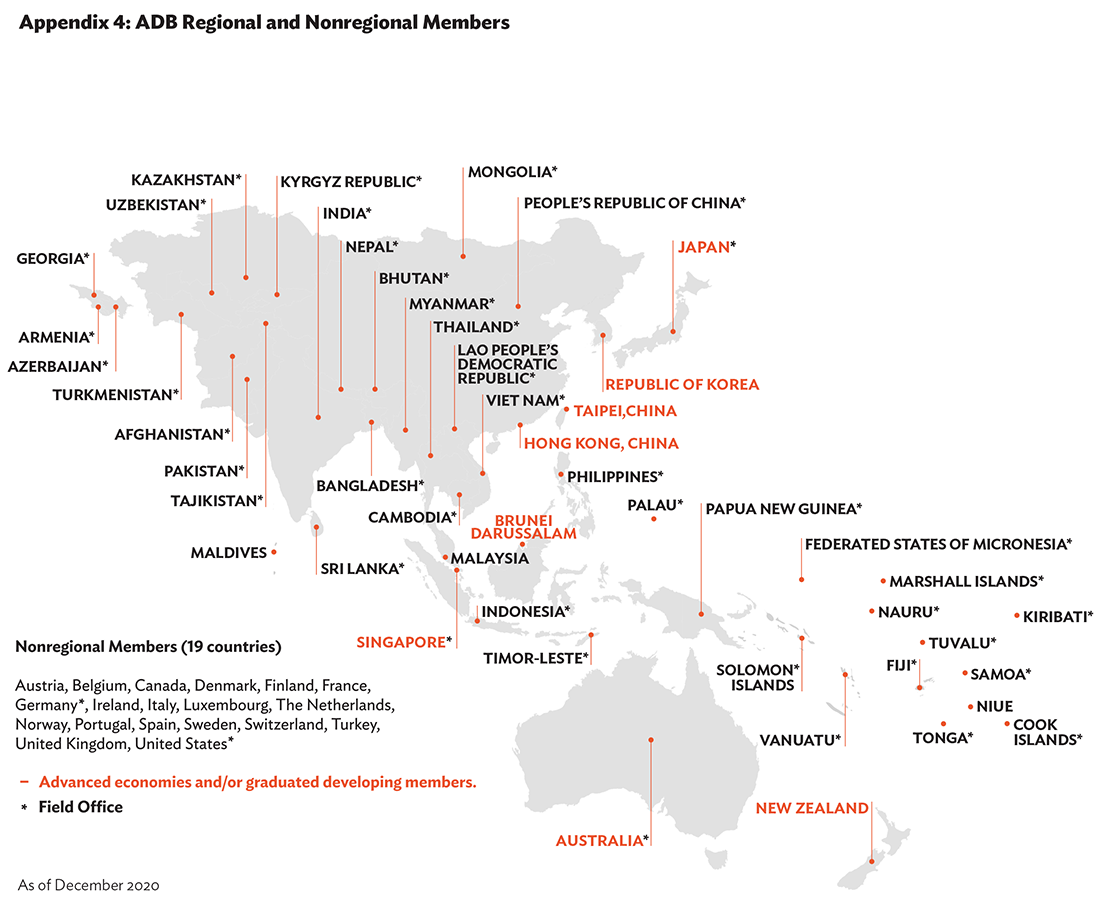 Appendix 4: ADB Regional and Nonregional Members
MONGOLIA*
KAZAKHSTAN*
KYRGYZ REPUBLIC*
UZBEKISTAN*
PEOPLE'S REPUBLIC OF CHINA*
INDIA*
NEPAL*
JAPAN*
GEORGIA*
BHUTAN*
MYANMAR*
THAILAND*
ARMENIA*
LAO PEOPLE'S
DEMOCRATIC
REPUBLIC*
AZERBAIJAN*
REPUBLIC OF KOREA
TURKMENISTAN*
VIET NAM*
TAIPEI,CHINA
AFGHANISTAN*
HONG KONG, CHINA
PAKISTAN*
PHILIPPINES*
BANGLADESH*
TAJIKISTAN*
PALAU*
PAPUA NEW GUINEA*
CAMBODIA*
BRUNEI
DARUSSALAM
FEDERATED STATES OF MICRONESIA*
MALDIVES
MALAYSIA
SRI LANKA*
MARSHALL ISLANDS*
INDONESIA*
NAURU*
KIRIBATI*
SINGAPORE*
TUVALU*
TIMOR-LESTE*
FIJI*
SOLOMON*
ISLANDS
SAMOA*
NIUE
VANUATU*
TONGA*
COOK
ISLANDS*
Nonregional Members (19 countries)
Austria, Belgium, Canada, Denmark, Finland, France,
Germany*, Ireland, Italy, Luxembourg, The Netherlands,
Norway, Portugal, Spain, Sweden, Switzerland, Turkey,
United Kingdom, United States*
– Advanced economies and/or graduated developing members.
* Field Office
NEW ZEALAND
AUSTRALIA*
As of December 2020